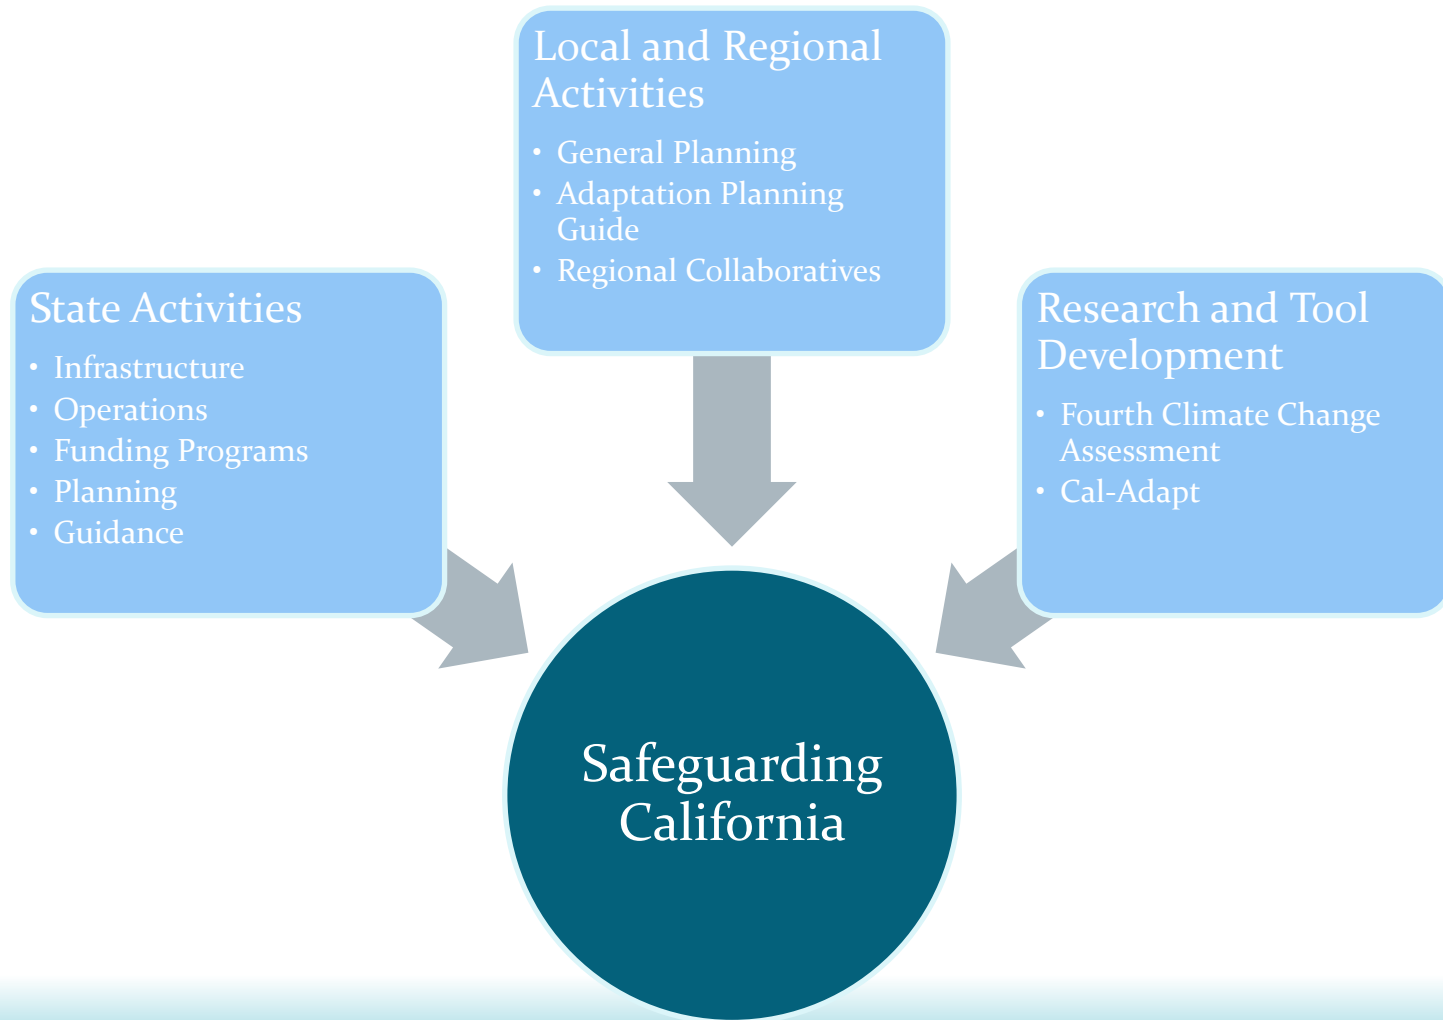 Local and Regional
Activities
• General Planning
• Adaptation Planning
Guide
• Regional Collaboratives
State Activities
• Infrastructure
• Operations
• Funding Programs
• Planning
• Guidance
Research and Tool
Development
• Fourth Climate Change
Assessment
• Cal-Adapt
Safeguarding
California